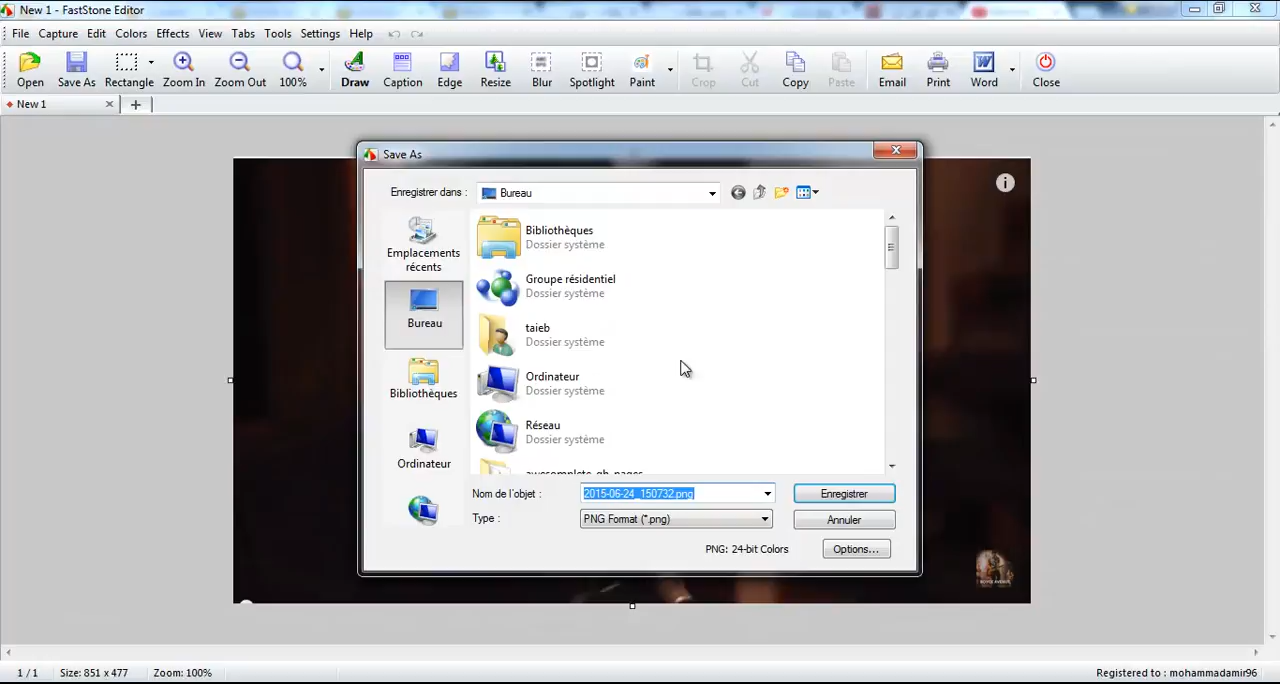 New 1 - FastStone Editor
File Capture Edit Colors Effects View Tabs Tools Settings Help
Open Save As Rectangle Zoom In Zoom Out 100% Draw Caption Edge Resize Blur Spotlight Paint Crop Cut Copy Paste Email Print Word Close
New 1
Save As
Enregistrer dans :
Bureau
Emplacements récents
Bureau
Bibliothèques
Ordinateur
Bibliothèques
Dossier système
Groupe résidentiel
Dossier système
taieb
Dossier système
Ordinateur
Dossier système
Réseau
Dossier système
Nom de l'objet :
2015-06-24_150732.png
Enregistrer
Type :
PNG Format (*.png)
Annuler
PNG: 24-bit Colors
Options...
1 / 1 Size: 851 x 477 Zoom: 100% Registered to : mohammadamir96